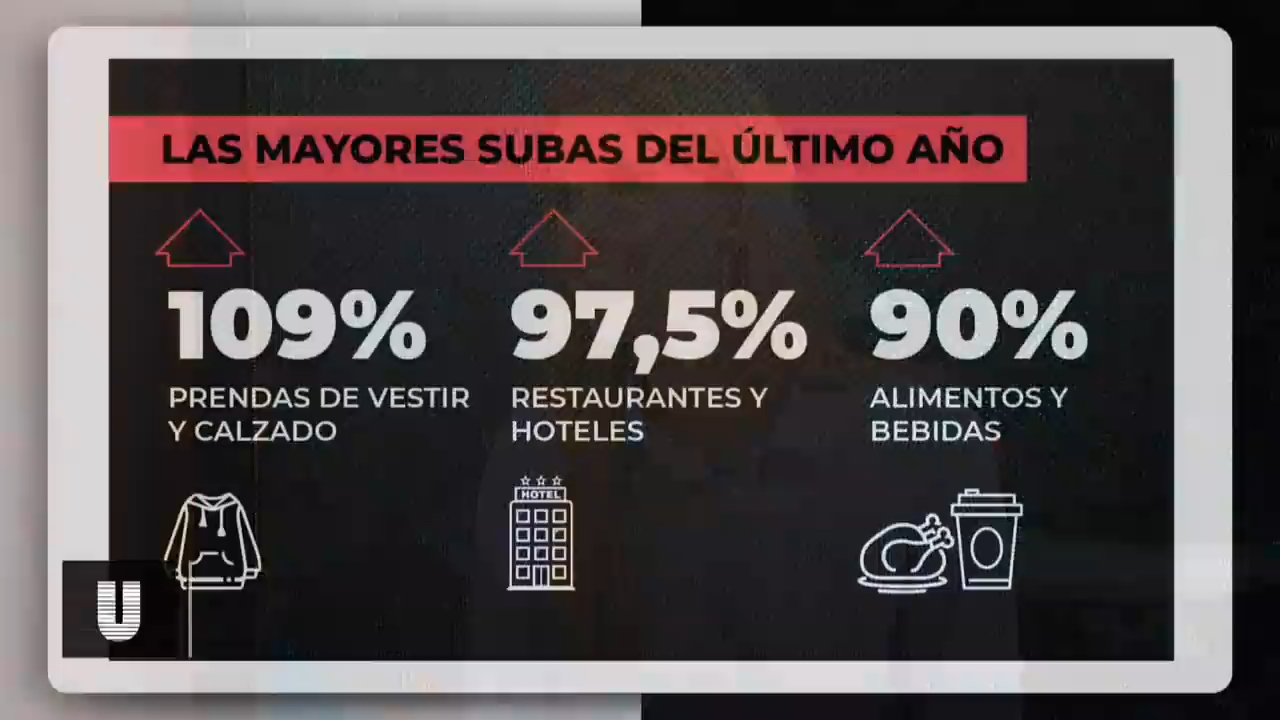 LAS MAYORES SUBAS DEL ÚLTIMO AÑO
109%
PRENDAS DE VESTIR
Y CALZADO
97,5%
RESTAURANTES Y
HOTELES
90%
ALIMENTOS Y
BEBIDAS
HOTEL
U